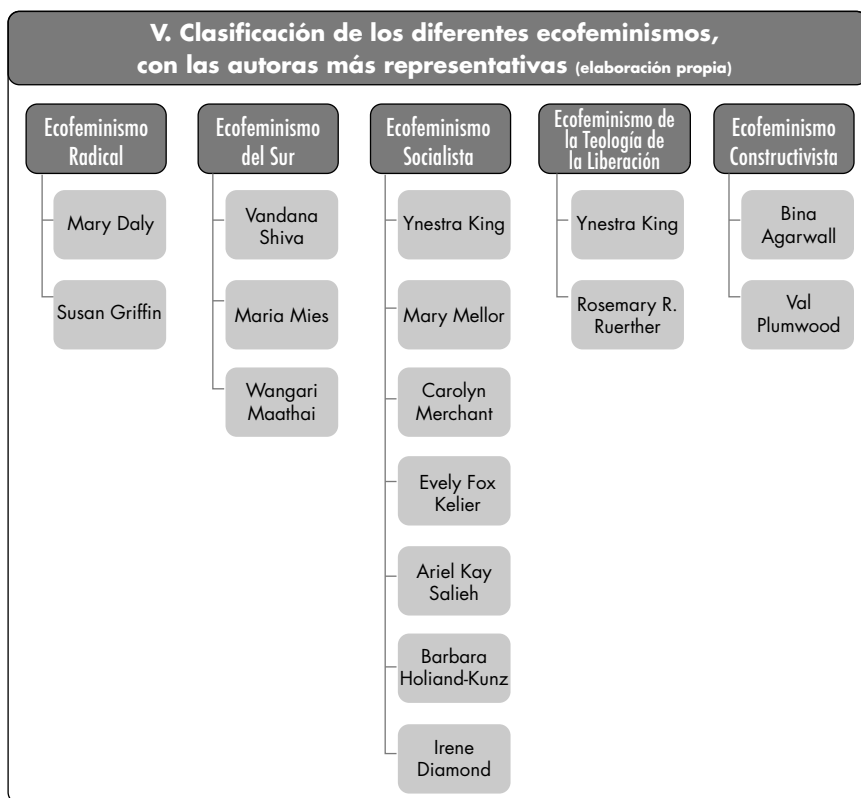 V. Clasificación de los diferentes ecofeminismos,
con las autoras más representativas (elaboración propia)
Ecofeminismo
Radical
Mary Daly
Susan Griffin
Ecofeminismo
del Sur
Vandana
Shiva
Maria Mies
Wangari
Maathai
Ecofeminismo
Socialista
Ynestra King
Mary Mellor
Carolyn
Merchant
Evely Fox
Kelier
Ariel Kay
Salieh
Barbara
Holiand-Kunz
Irene
Diamond
Ecofeminismo de
la Teología de
la Liberación
Ynestra King
Rosemary R.
Ruerther
Ecofeminismo
Constructivista
Bina
Agarwall
Val
Plumwood